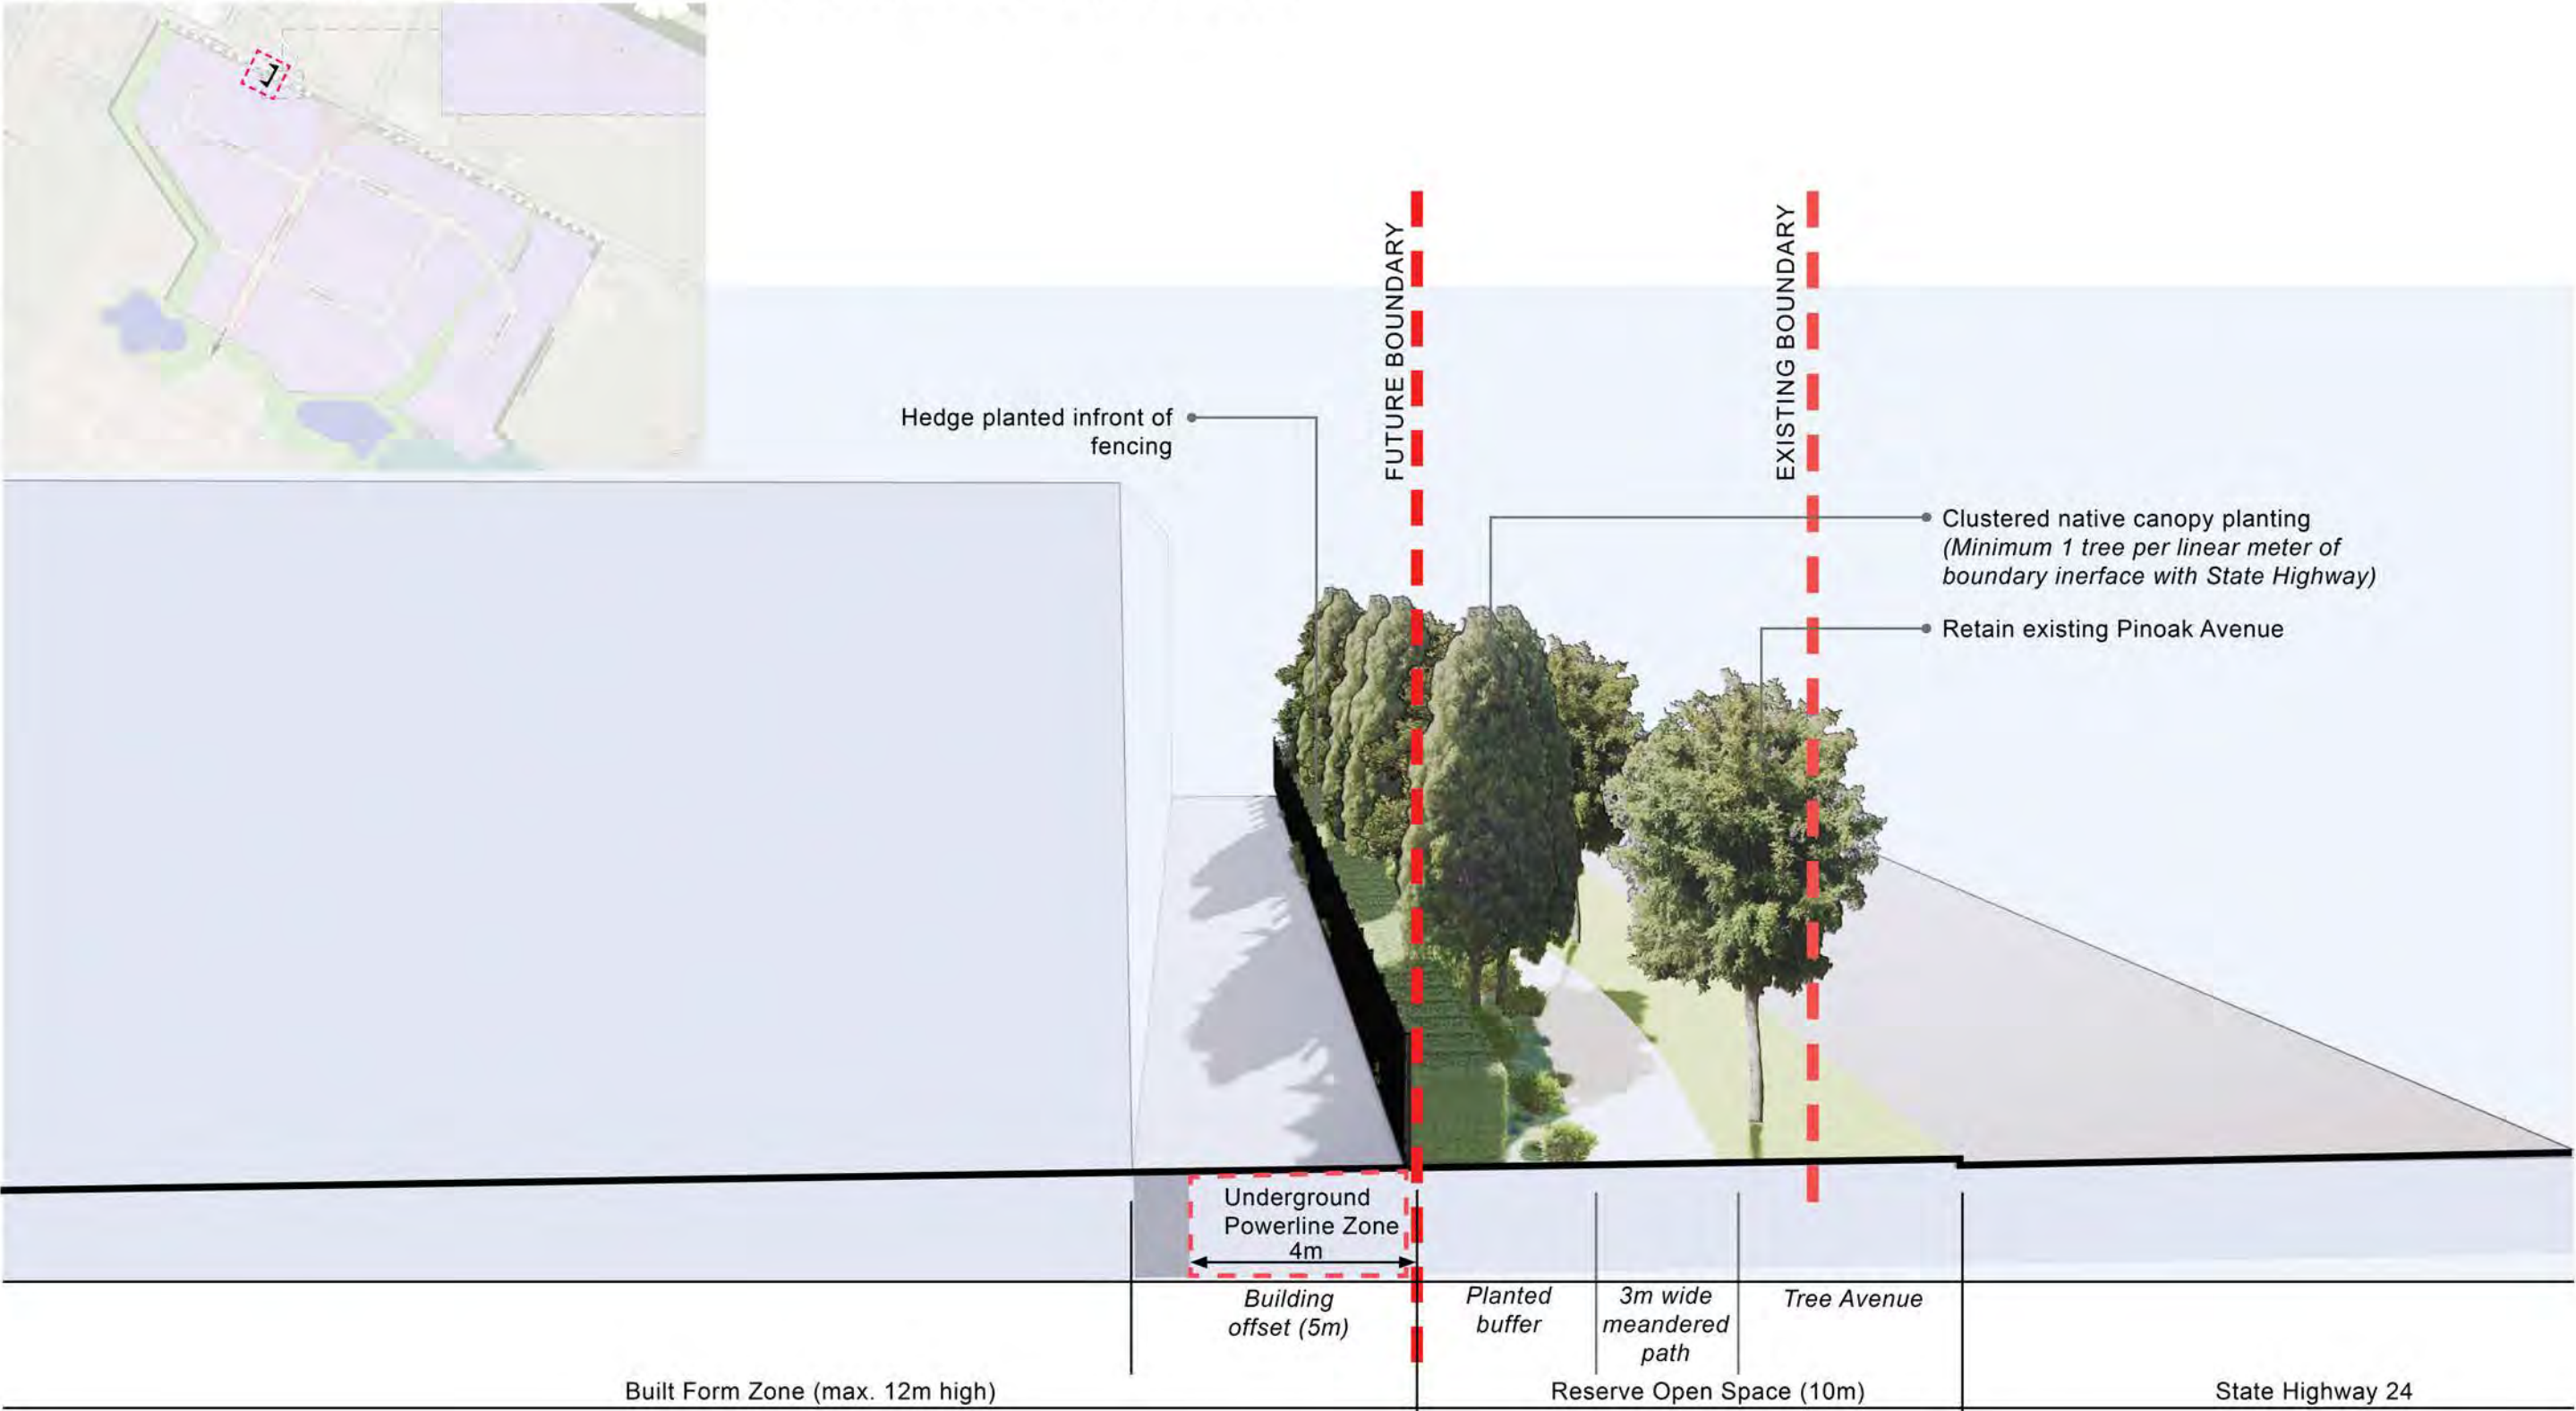 FUTURE BOUNDARY
EXISTING BOUNDARY
Hedge planted infront of
fencing
Clustered native canopy planting
(Minimum 1 tree per linear meter of
boundary inerface with State Highway)
Retain existing Pinoak Avenue
Underground
Powerline Zone
4m
Building
offset (5m)
Planted
buffer
3m wide
meandered
path
Tree Avenue
Built Form Zone (max. 12m high)
Reserve Open Space (10m)
State Highway 24